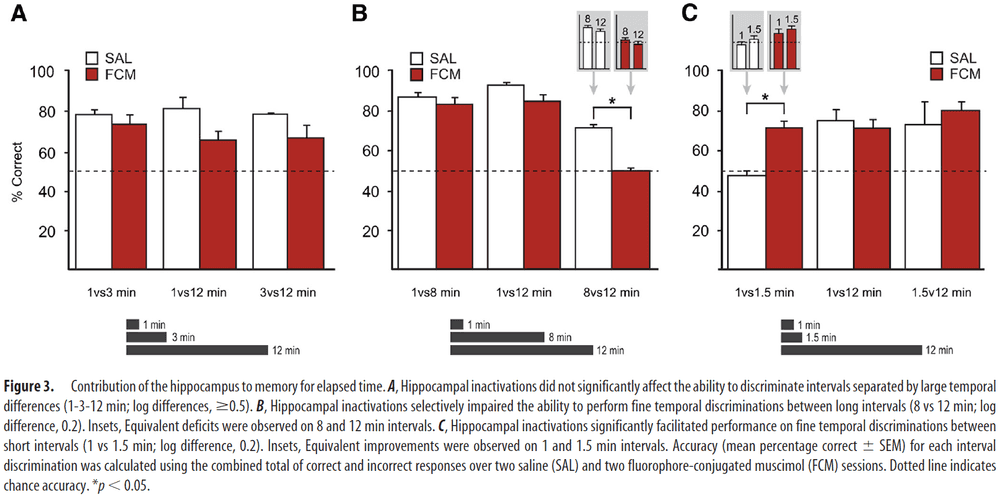 A
SAL
FCM
% Correct
100
80
60
40
20
1vs3 min
1vs12 min
3vs12 min
1 min
3 min
12 min
B
8
12
8
12
SAL
FCM
*
100
80
60
40
20
1vs8 min
1vs12 min
8vs12 min
1 min
8 min
12 min
C
1
1.5
1
1.5
SAL
FCM
*
100
80
60
40
20
1vs1.5 min
1vs12 min
1.5v12 min
1 min
1.5 min
12 min
Figure 3. Contribution of the hippocampus to memory for elapsed time. A, Hippocampal inactivations did not significantly affect the ability to discriminate intervals separated by large temporal
differences (1-3-12 min; log differences, ≥0.5). B, Hippocampal inactivations selectively impaired the ability to perform fine temporal discriminations between long intervals (8 vs 12 min; log
difference, 0.2). Insets, Equivalent deficits were observed on 8 and 12 min intervals. C, Hippocampal inactivations significantly facilitated performance on fine temporal discriminations between
short intervals (1 vs 1.5 min; log difference, 0.2). Insets, Equivalent improvements were observed on 1 and 1.5 min intervals. Accuracy (mean percentage correct ± SEM) for each interval
discrimination was calculated using the combined total of correct and incorrect responses over two saline (SAL) and two fluorophore-conjugated muscimol (FCM) sessions. Dotted line indicates
chance accuracy. *p < 0.05.